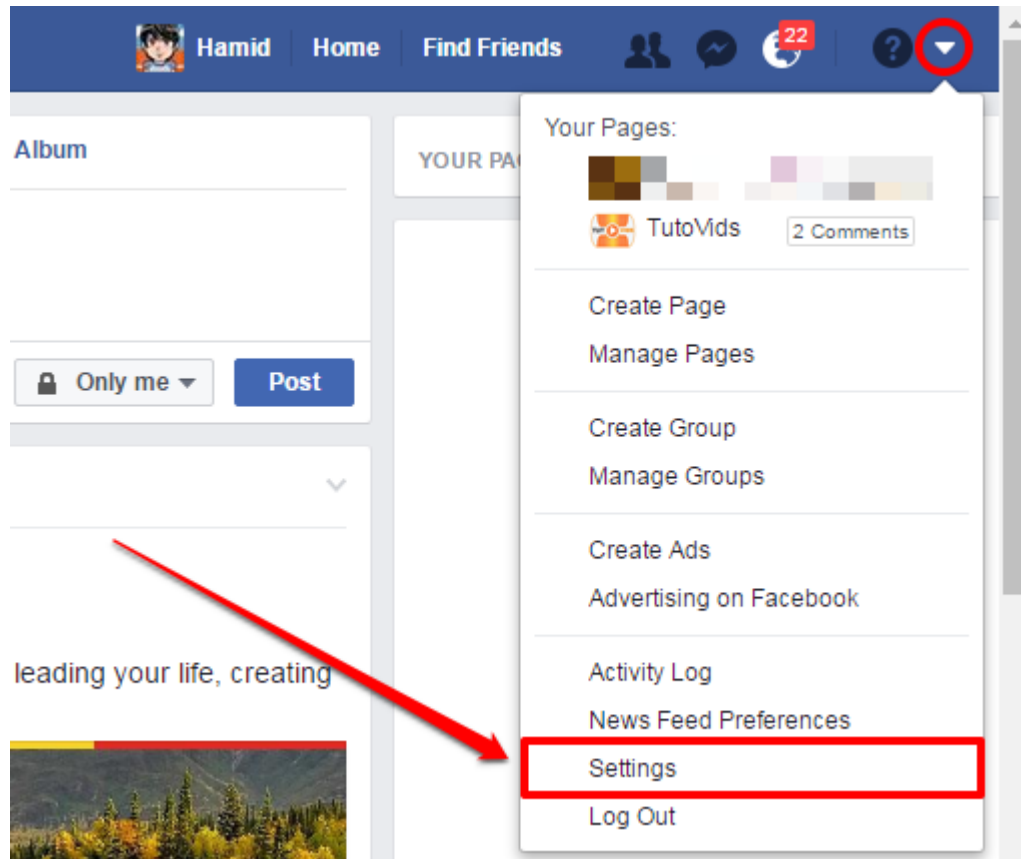 Hamid Home Find Friends 22
Album
YOUR PA
Your Pages:
TutoVids 2 Comments
Create Page
Manage Pages
Only me Post
Create Group
Manage Groups
Create Ads
Advertising on Facebook
leading your life, creating
Activity Log
News Feed Preferences
Settings
Log Out